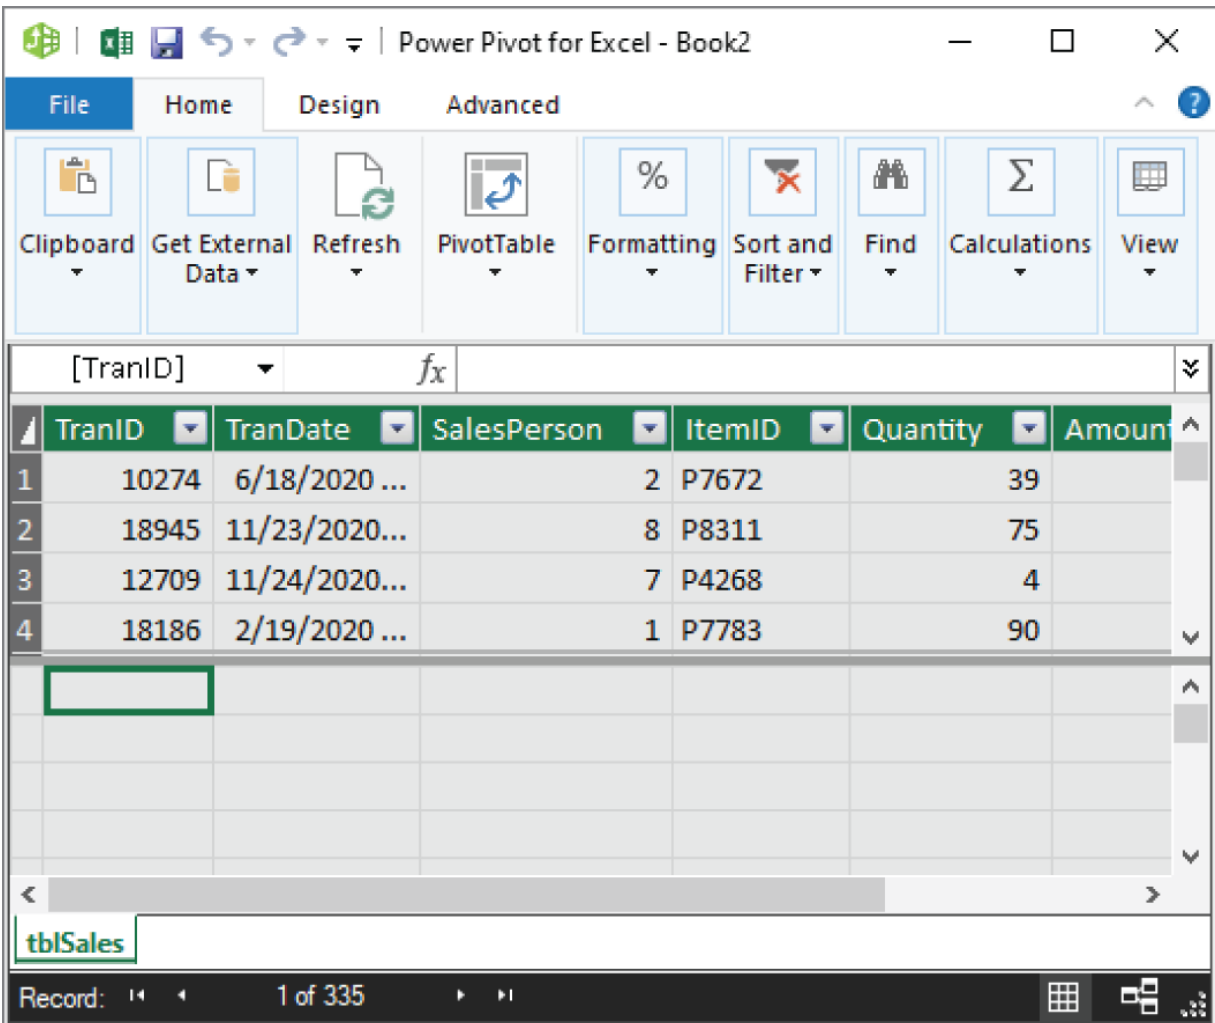 Power Pivot for Excel - Book2
File Home Design Advanced ?
% Σ
Clipboard Get External Data Refresh PivotTable Formatting Sort and Filter Find Calculations View
[TranID] fx
TranID TranDate SalesPerson ItemID Quantity Amount
1 10274 6/18/2020 ... 2 P7672 39
2 18945 11/23/2020... 8 P8311 75
3 12709 11/24/2020... 7 P4268 4
4 18186 2/19/2020 ... 1 P7783 90
tblSales
Record: 1 of 335